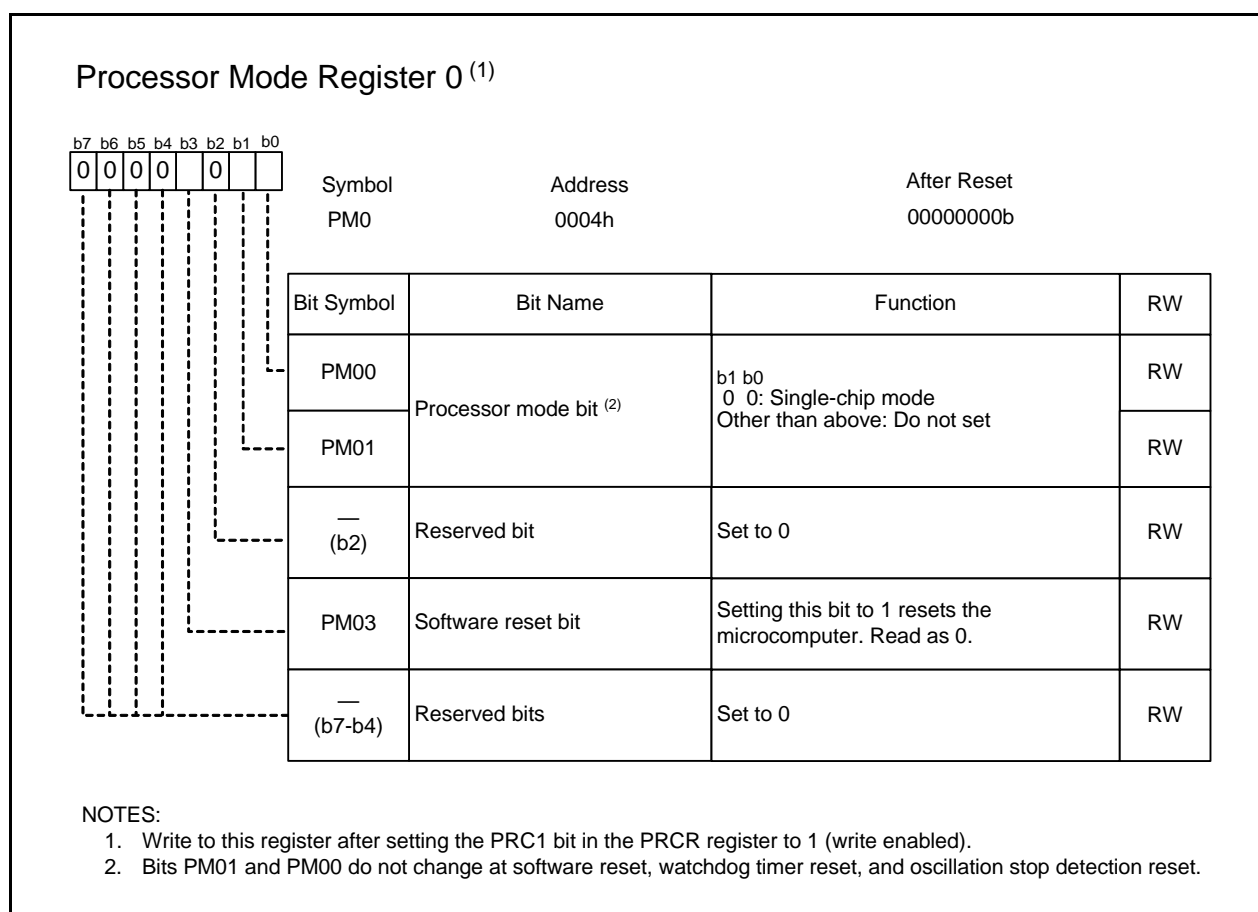 Processor Mode Register 0 (1)
b7 b6 b5 b4 b3 b2 b1 b0
0 0 0 0 0
Symbol Address After Reset
PM0 0004h 00000000b
Bit Symbol Bit Name Function RW
PM00 Processor mode bit (2) b1 b0
0 0: Single-chip mode
Other than above: Do not set RW
PM01 RW
—
(b2) Reserved bit Set to 0 RW
PM03 Software reset bit Setting this bit to 1 resets the
microcomputer. Read as 0. RW
—
(b7-b4) Reserved bits Set to 0 RW
NOTES:
1. Write to this register after setting the PRC1 bit in the PRCR register to 1 (write enabled).
2. Bits PM01 and PM00 do not change at software reset, watchdog timer reset, and oscillation stop detection reset.